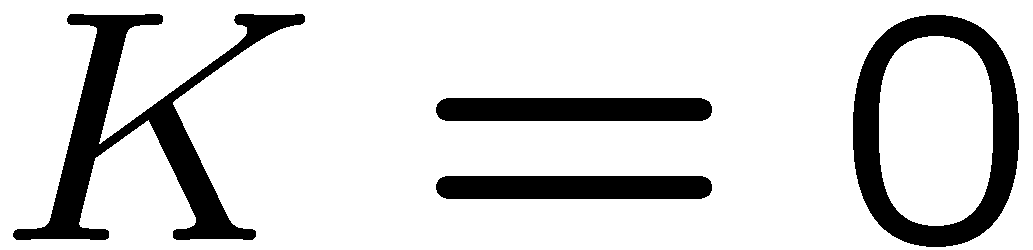 K = 0